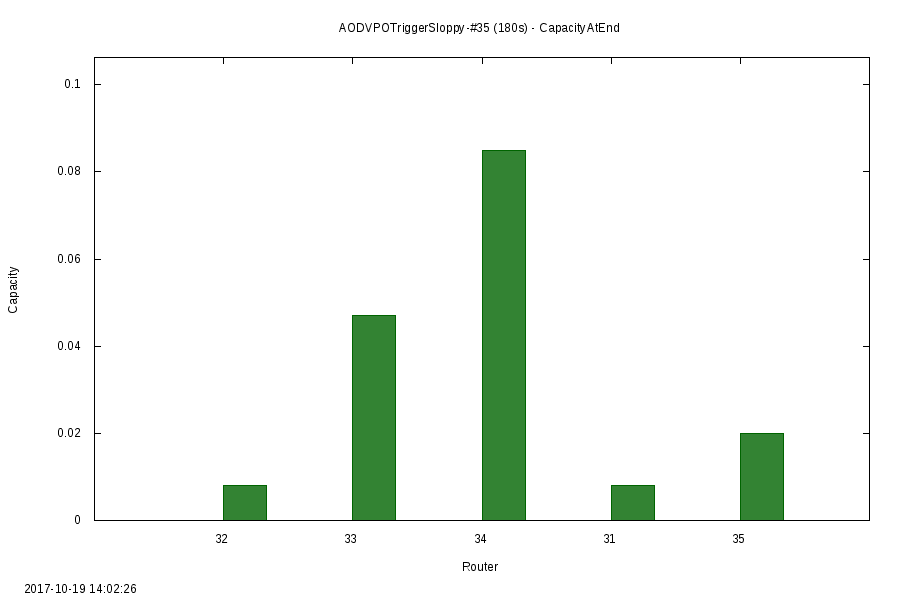 AODVPOTriggerSloppy-#35 (180s) - CapacityAtEnd
0.1
0.08
0.06
0.04
0.02
0
Capacity
32 33 34 31 35
Router
2017-10-19 14:02:26